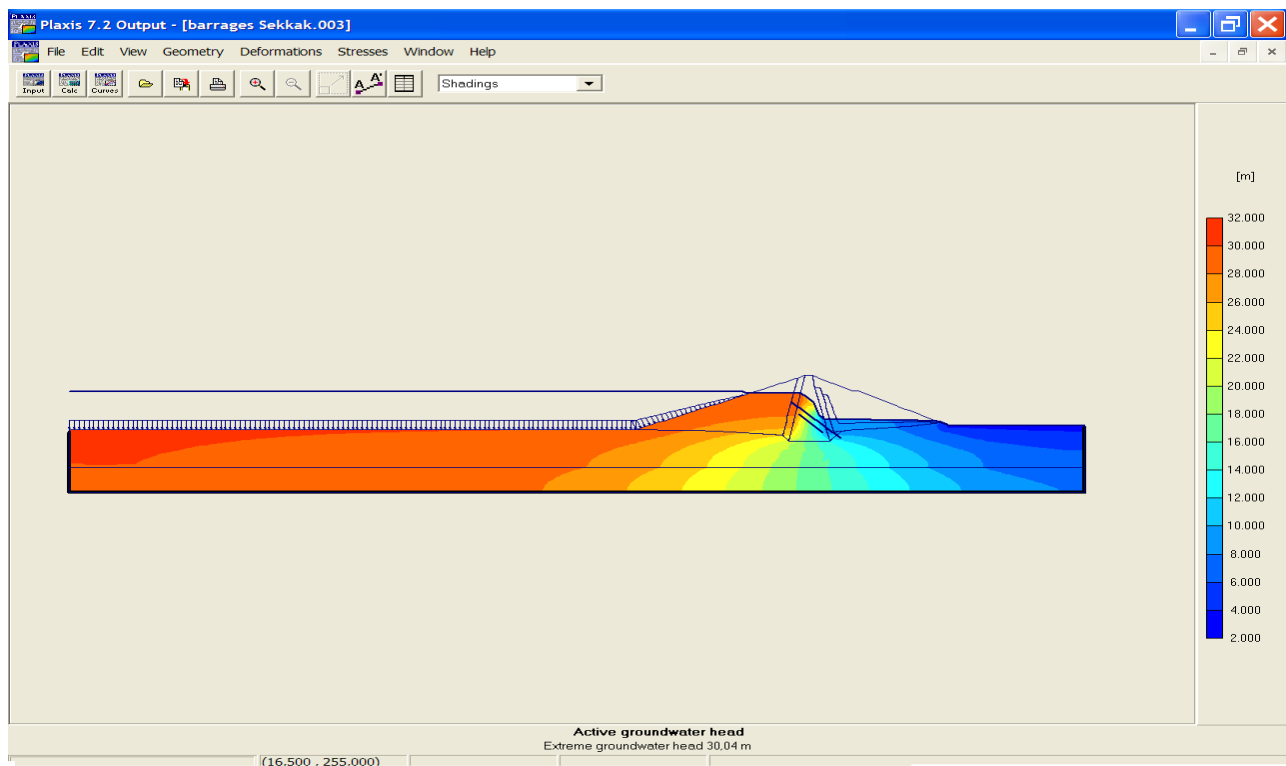 Plaxis 7.2 Output - [barrages Sekkak.003]
File Edit View Geometry Deformations Stresses Window Help
PLAXIS Input PLAXIS Calc PLAXIS Curves A A* Shadings
[m]
32.000
30.000
28.000
26.000
24.000
22.000
20.000
18.000
16.000
14.000
12.000
10.000
8.000
6.000
4.000
2.000
Active groundwater head
Extreme groundwater head 30,04 m
(16.500 , 255.000)